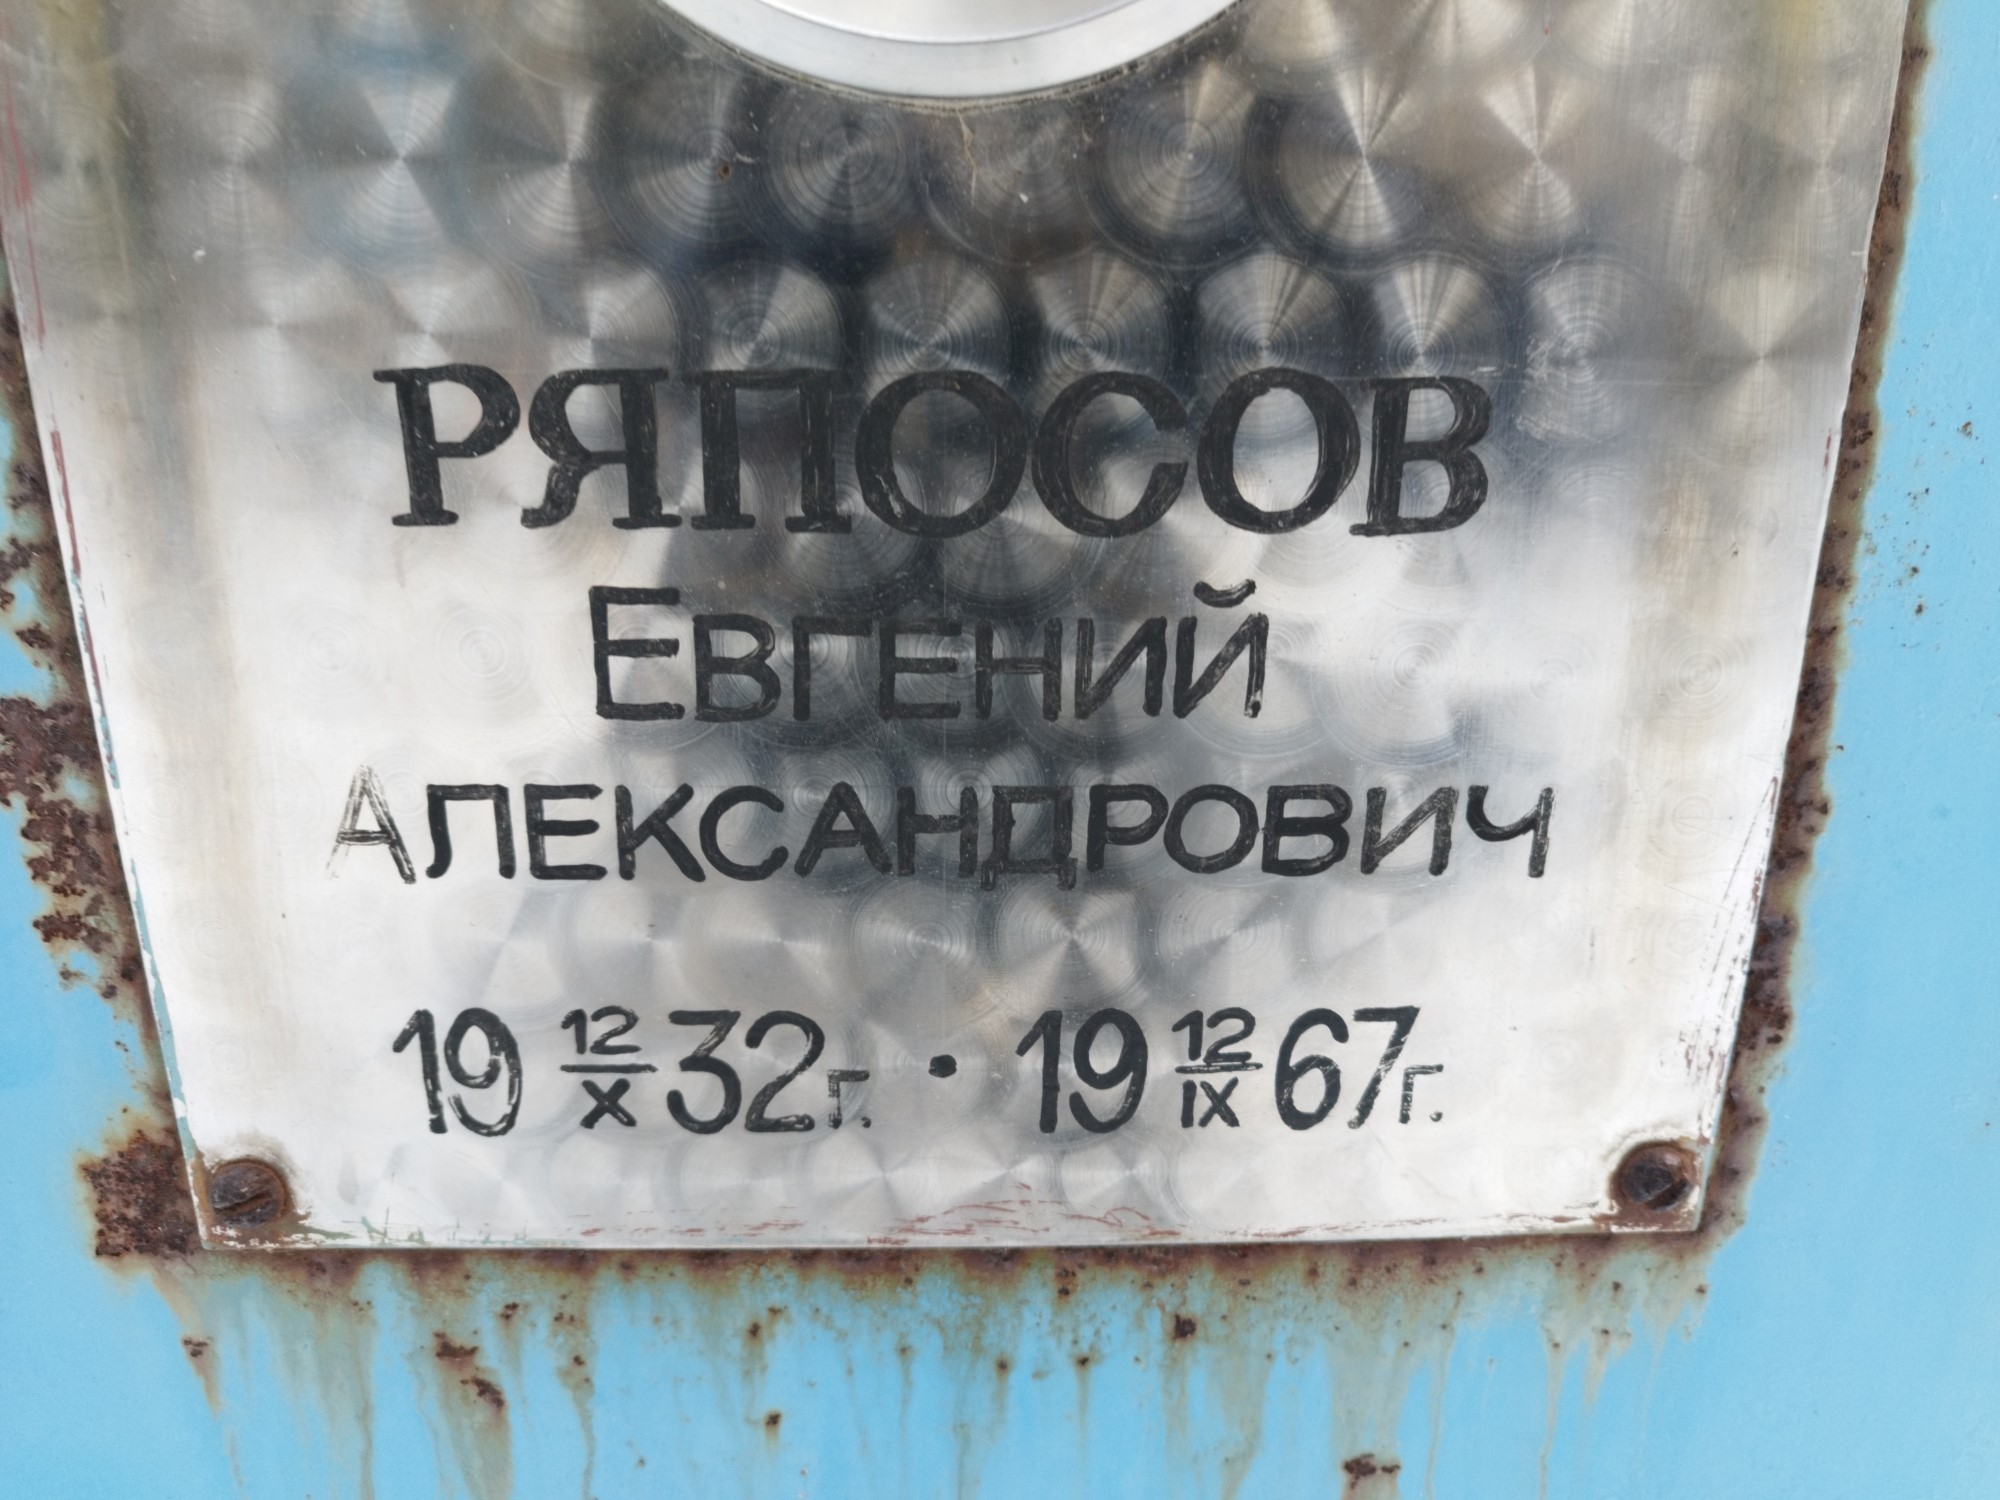 РЯПОСОВ
ЕВГЕНИЙ
АЛЕКСАНДРОВИЧ
19 12/X 32г. · 19 12/IX 67г.